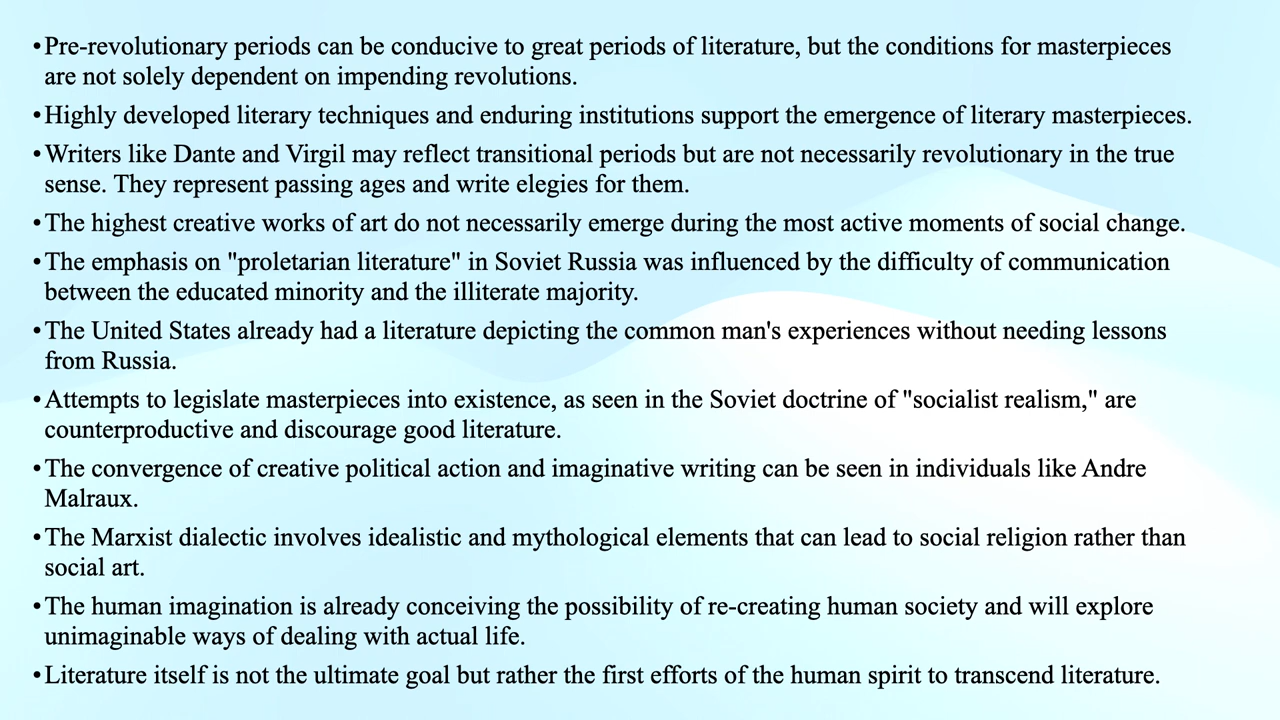 •Pre-revolutionary periods can be conducive to great periods of literature, but the conditions for masterpieces
are not solely dependent on impending revolutions.
•Highly developed literary techniques and enduring institutions support the emergence of literary masterpieces.
•Writers like Dante and Virgil may reflect transitional periods but are not necessarily revolutionary in the true
sense. They represent passing ages and write elegies for them.
•The highest creative works of art do not necessarily emerge during the most active moments of social change.
•The emphasis on "proletarian literature" in Soviet Russia was influenced by the difficulty of communication
between the educated minority and the illiterate majority.
•The United States already had a literature depicting the common man's experiences without needing lessons
from Russia.
•Attempts to legislate masterpieces into existence, as seen in the Soviet doctrine of "socialist realism," are
counterproductive and discourage good literature.
•The convergence of creative political action and imaginative writing can be seen in individuals like Andre
Malraux.
•The Marxist dialectic involves idealistic and mythological elements that can lead to social religion rather than
social art.
•The human imagination is already conceiving the possibility of re-creating human society and will explore
unimaginable ways of dealing with actual life.
•Literature itself is not the ultimate goal but rather the first efforts of the human spirit to transcend literature.